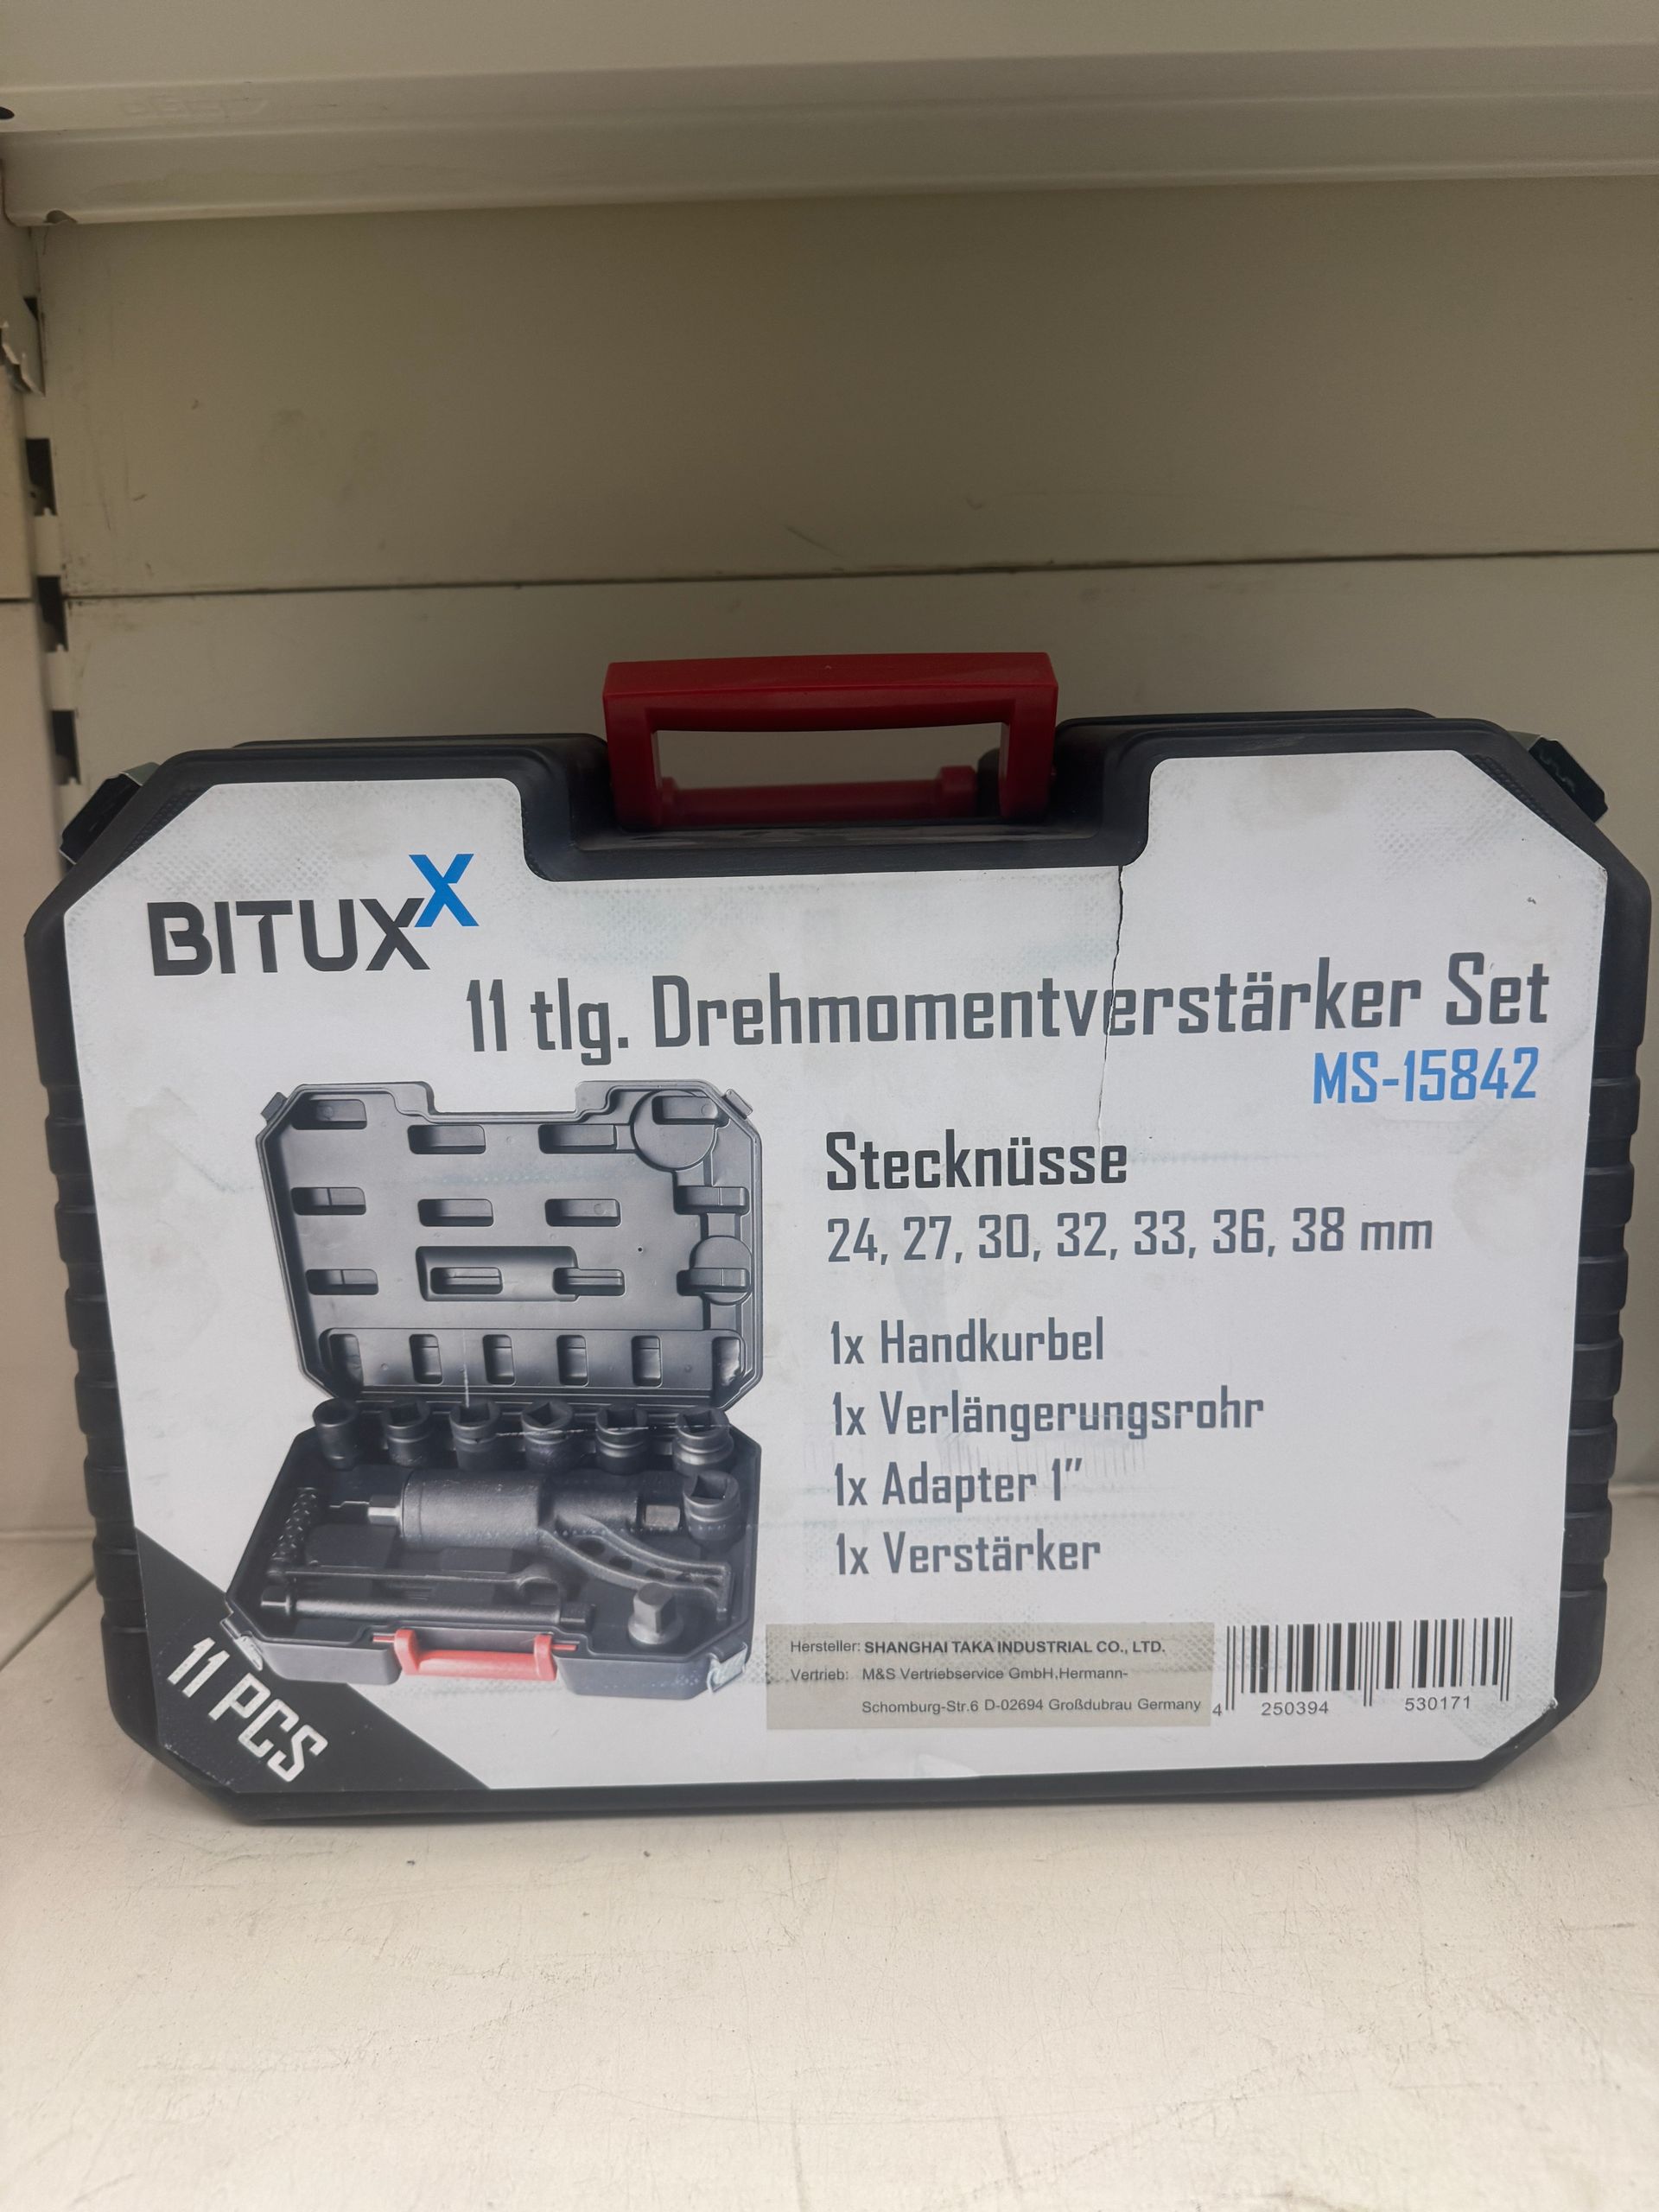 BITUXX
11 tlg. Drehmomentverstärker Set
MS-15842
Stecknüsse
24, 27, 30, 32, 33, 36, 38 mm
1x Handkurbel
1x Verlängerungsrohr
1x Adapter 1"
1x Verstärker
11 PCS
Hersteller: SHANGHAI TAKA INDUSTRIAL CO., LTD.
Vertrieb: M&S Vertriebservice GmbH,Hermann-
Schomburg-Str.6 D-02694 Großdubrau Germany
4 250394 530171